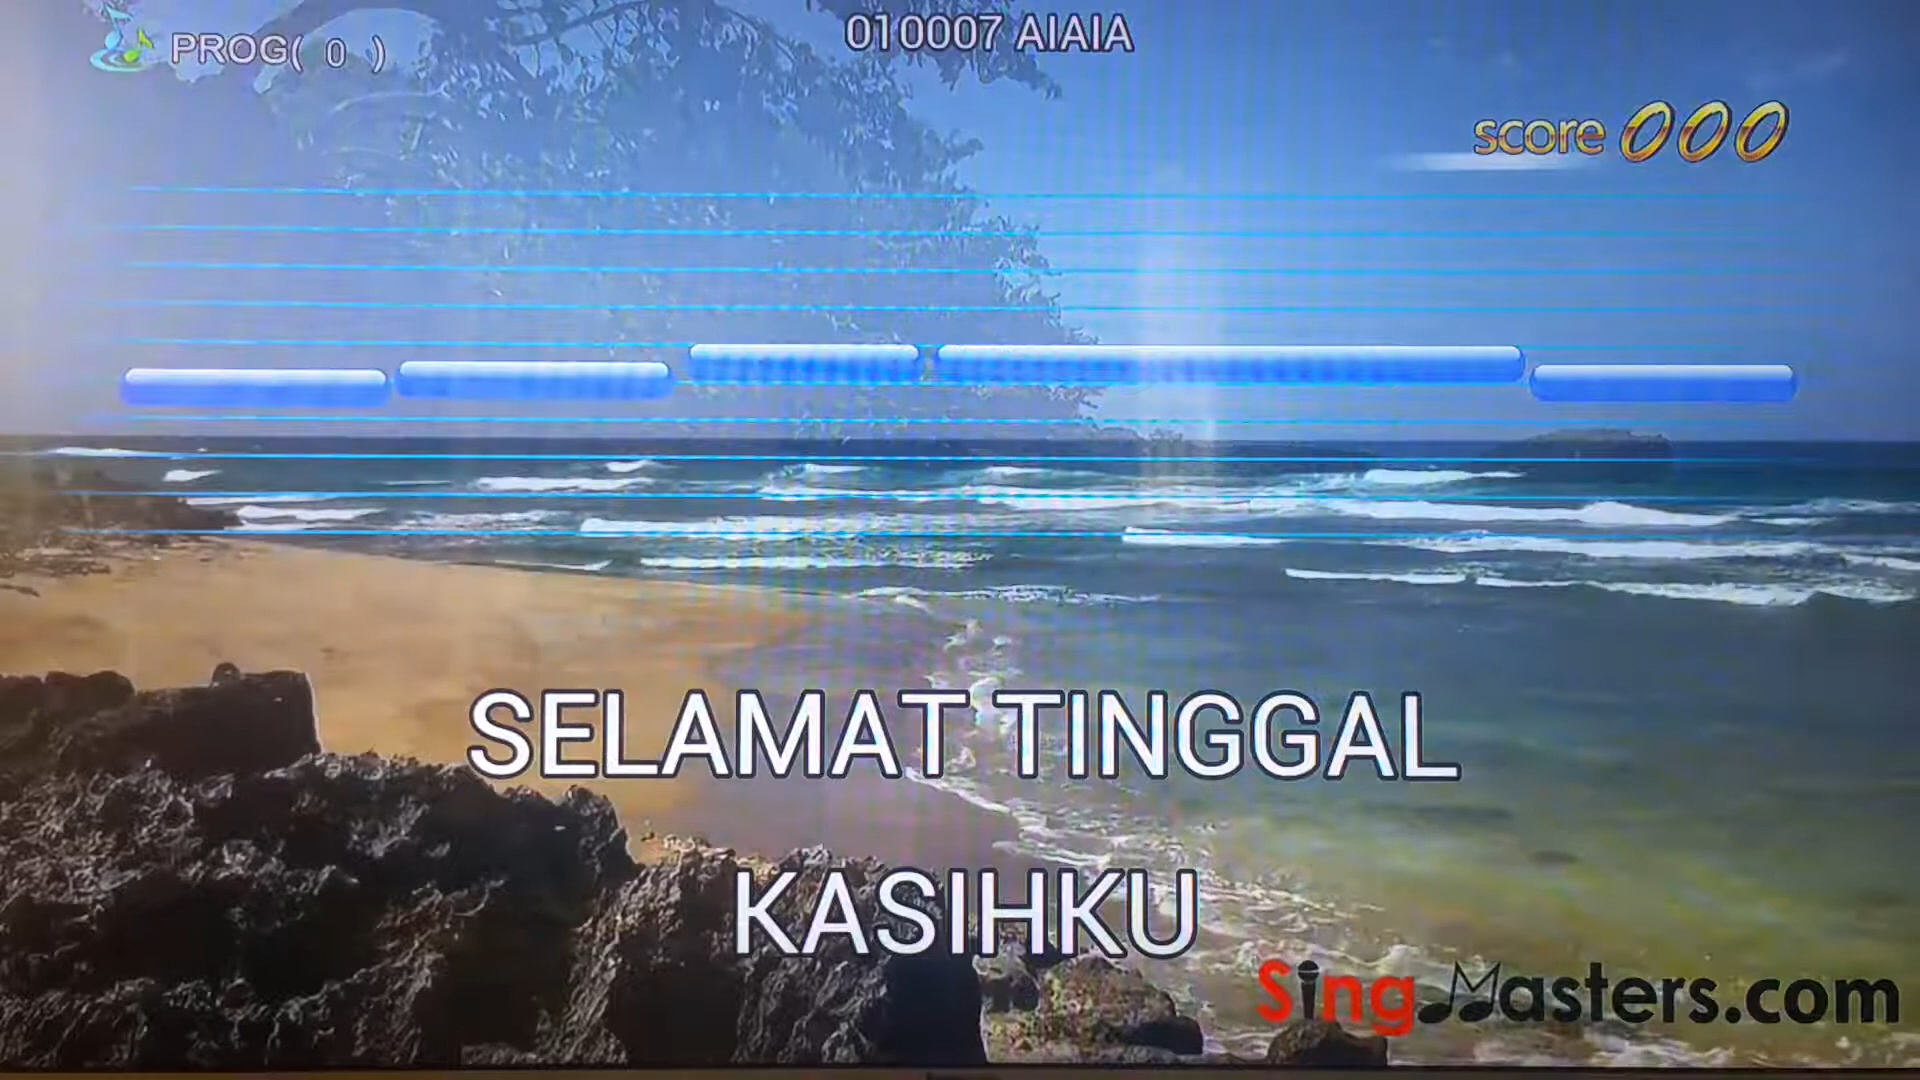 PROG( 0 )
010007 AIAIA
score 000
SELAMAT TINGGAL
KASIHKU
SingMasters.com